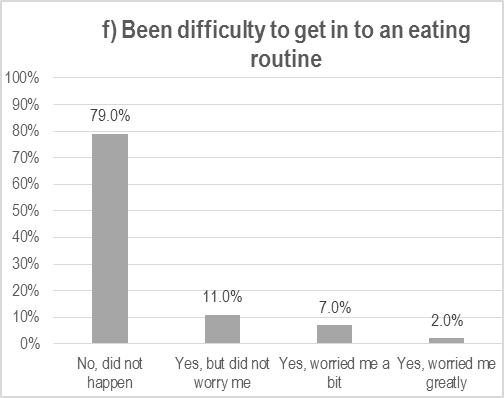 f) Been difficulty to get in to an eating
routine
100%
90%
80%
70%
60%
50%
40%
30%
20%
10%
0%
79.0%
11.0%
7.0%
2.0%
No, did not
happen
Yes, but did not
worry me
Yes, worried me a
bit
Yes, worried me
greatly